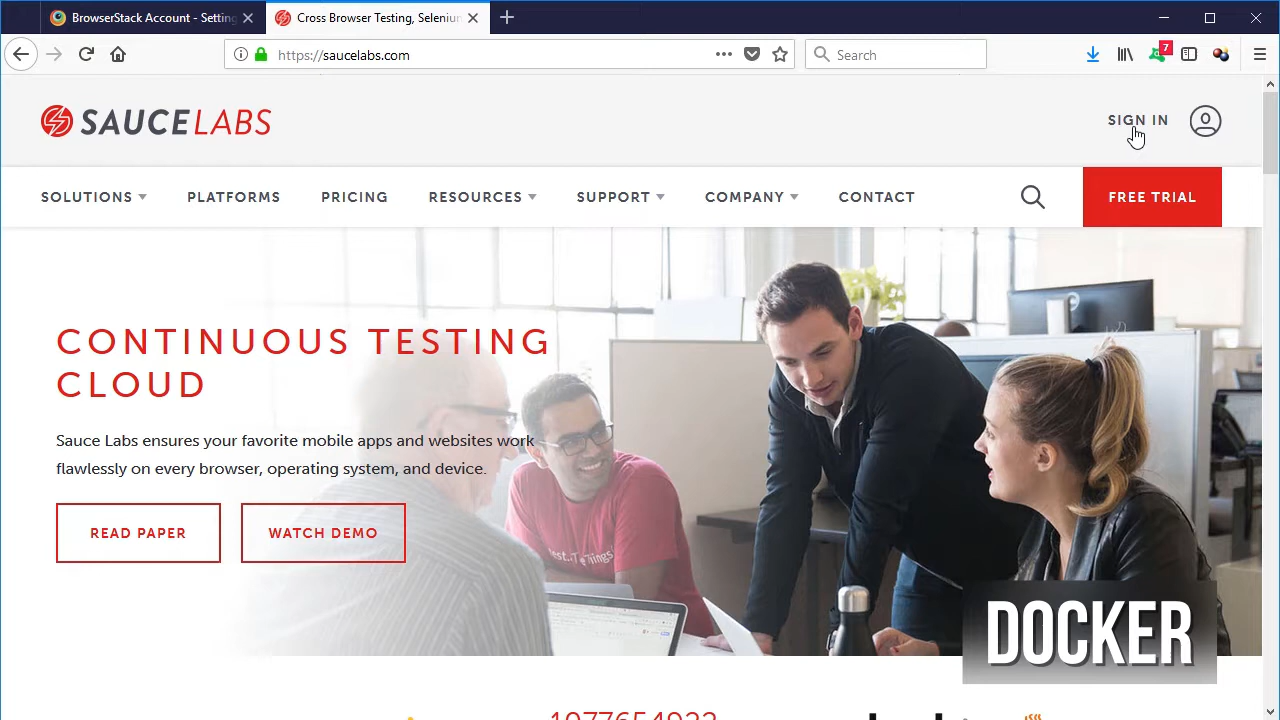 BrowserStack Account - Setting
Cross Browser Testing, Selenium
7
https://saucelabs.com
Search
SAUCELABS
SIGN IN
SOLUTIONS
PLATFORMS
PRICING
RESOURCES
SUPPORT
COMPANY
CONTACT
FREE TRIAL
CONTINUOUS TESTING
CLOUD
Sauce Labs ensures your favorite mobile apps and websites work
flawlessly on every browser, operating system, and device.
READ PAPER
WATCH DEMO
DOCKER